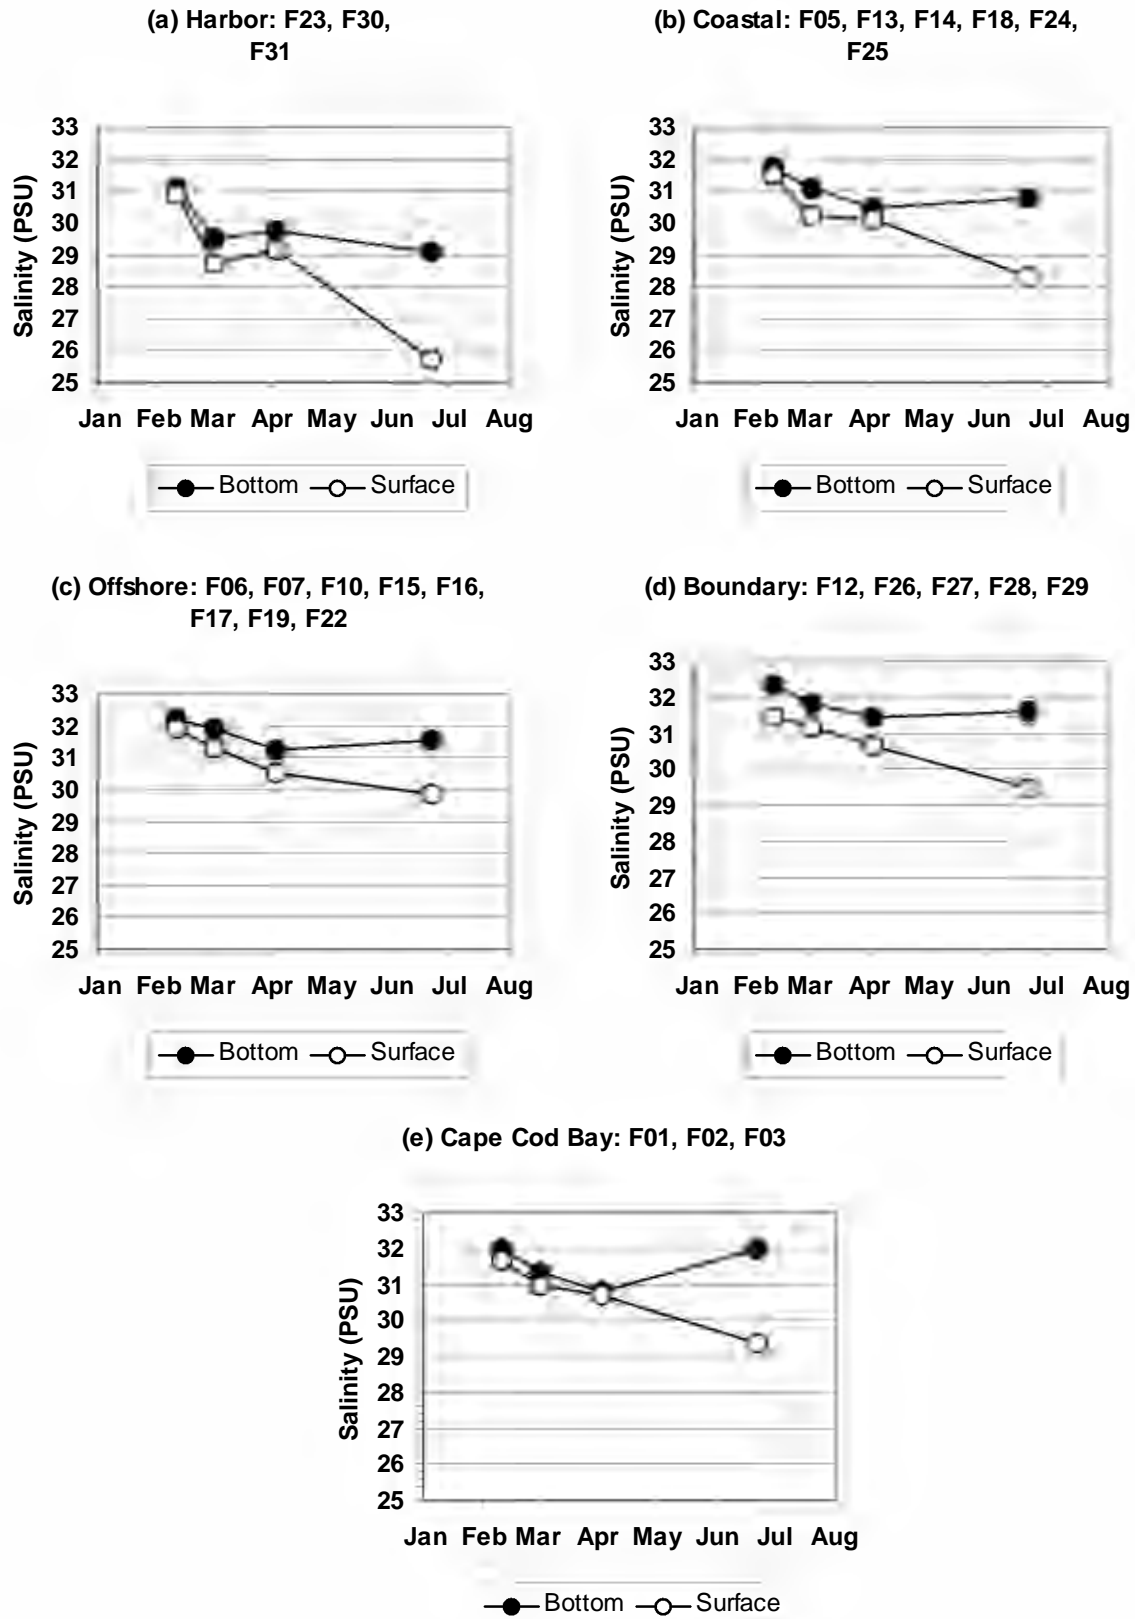 (a) Harbor: F23, F30,
F31
33
32
31
30
29
28
27
26
25
Salinity (PSU)
Jan Feb Mar Apr May Jun Jul Aug
Bottom Surface
(b) Coastal: F05, F13, F14, F18, F24,
F25
33
32
31
30
29
28
27
26
25
Salinity (PSU)
Jan Feb Mar Apr May Jun Jul Aug
Bottom Surface
(c) Offshore: F06, F07, F10, F15, F16,
F17, F19, F22
33
32
31
30
29
28
27
26
25
Salinity (PSU)
Jan Feb Mar Apr May Jun Jul Aug
Bottom Surface
(d) Boundary: F12, F26, F27, F28, F29
33
32
31
30
29
28
27
26
25
Salinity (PSU)
Jan Feb Mar Apr May Jun Jul Aug
Bottom Surface
(e) Cape Cod Bay: F01, F02, F03
33
32
31
30
29
28
27
26
25
Salinity (PSU)
Jan Feb Mar Apr May Jun Jul Aug
Bottom Surface